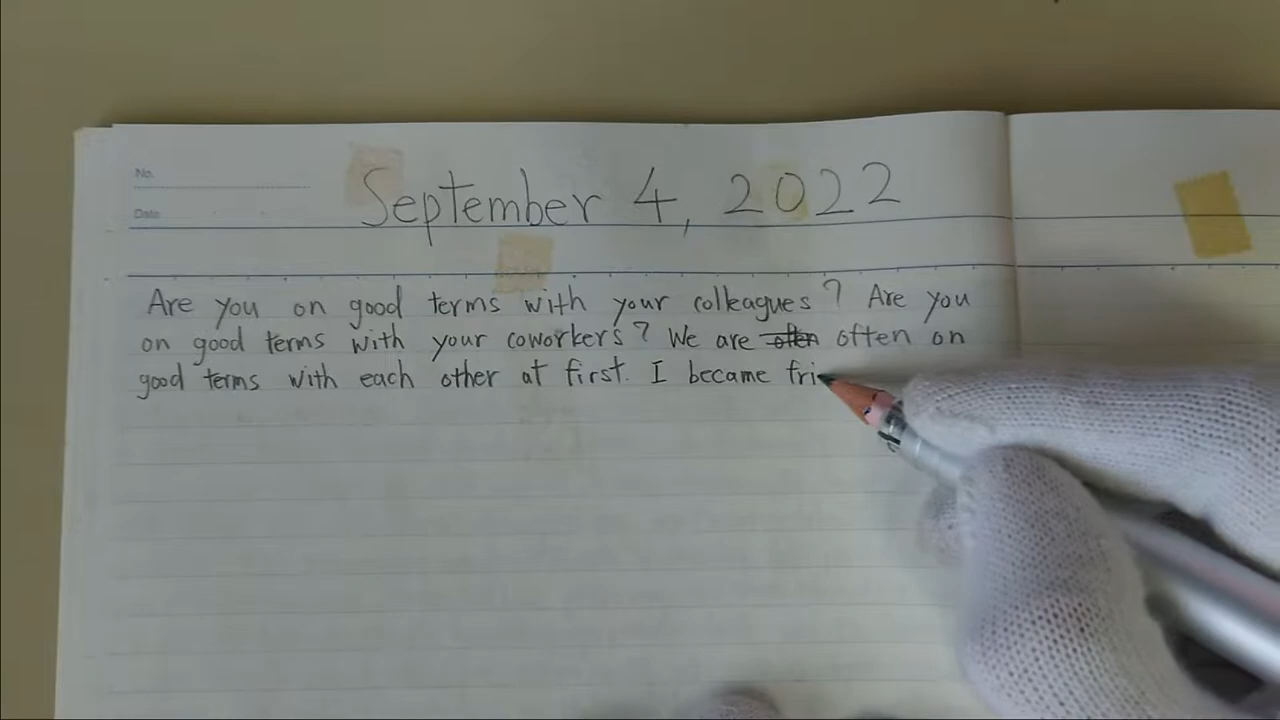 No.
September 4, 2022
Date
Are you on good terms with your colleagues? Are you
on good terms with your coworkers? We are often often on
good terms with each other at first. I became fri